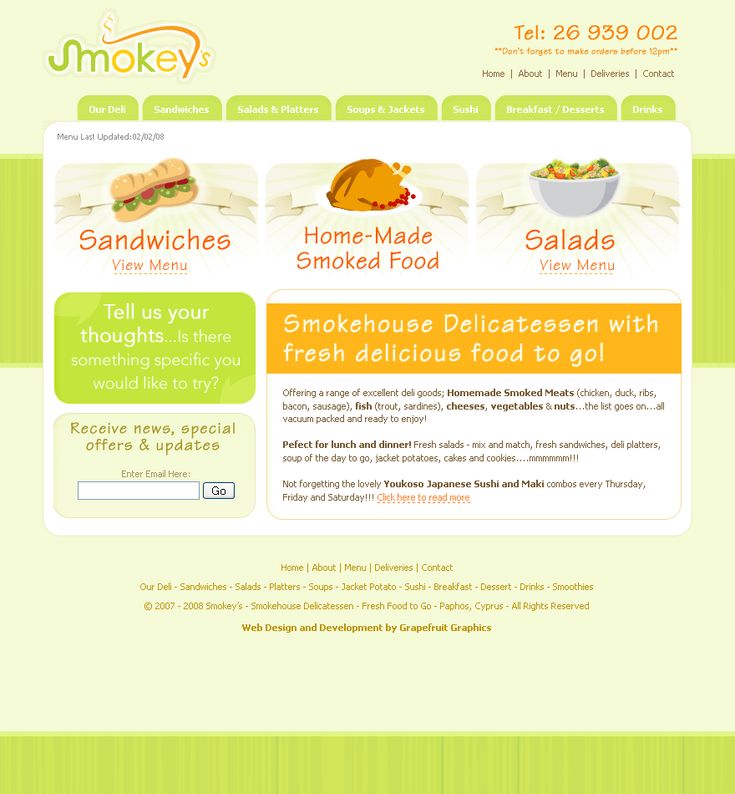 Smokey's
Tel: 26 939 002
**Don't forget to make orders before 12pm**
Home | About | Menu | Deliveries | Contact
Our Deli Sandwiches Salads & Platters Soups & Jackets Sushi Breakfast / Desserts Drinks
Menu Last Updated: 02/02/08
Sandwiches
View Menu
Home-Made
Smoked Food
Salads
View Menu
Tell us your
thoughts...Is there
something specific you
would like to try?
Receive news, special
offers & updates
Enter Email Here:
Go
Smokehouse Delicatessen with
fresh delicious food to go!
Offering a range of excellent deli goods; Homemade Smoked Meats (chicken, duck, ribs,
bacon, sausage), fish (trout, sardines), cheeses, vegetables & nuts...the list goes on...all
vacuum packed and ready to enjoy!
Pefect for lunch and dinner! Fresh salads - mix and match, fresh sandwiches, deli platters,
soup of the day to go, jacket potatoes, cakes and cookies....mmmmmm!!!
Not forgetting the lovely Youkoso Japanese Sushi and Maki combos every Thursday,
Friday and Saturday!!! Click here to read more
Home | About | Menu | Deliveries | Contact
Our Deli - Sandwiches - Salads - Platters - Soups - Jacket Potato - Sushi - Breakfast - Dessert - Drinks - Smoothies
© 2007 - 2008 Smokey's - Smokehouse Delicatessen - Fresh Food to Go - Paphos, Cyprus - All Rights Reserved
Web Design and Development by Grapefruit Graphics